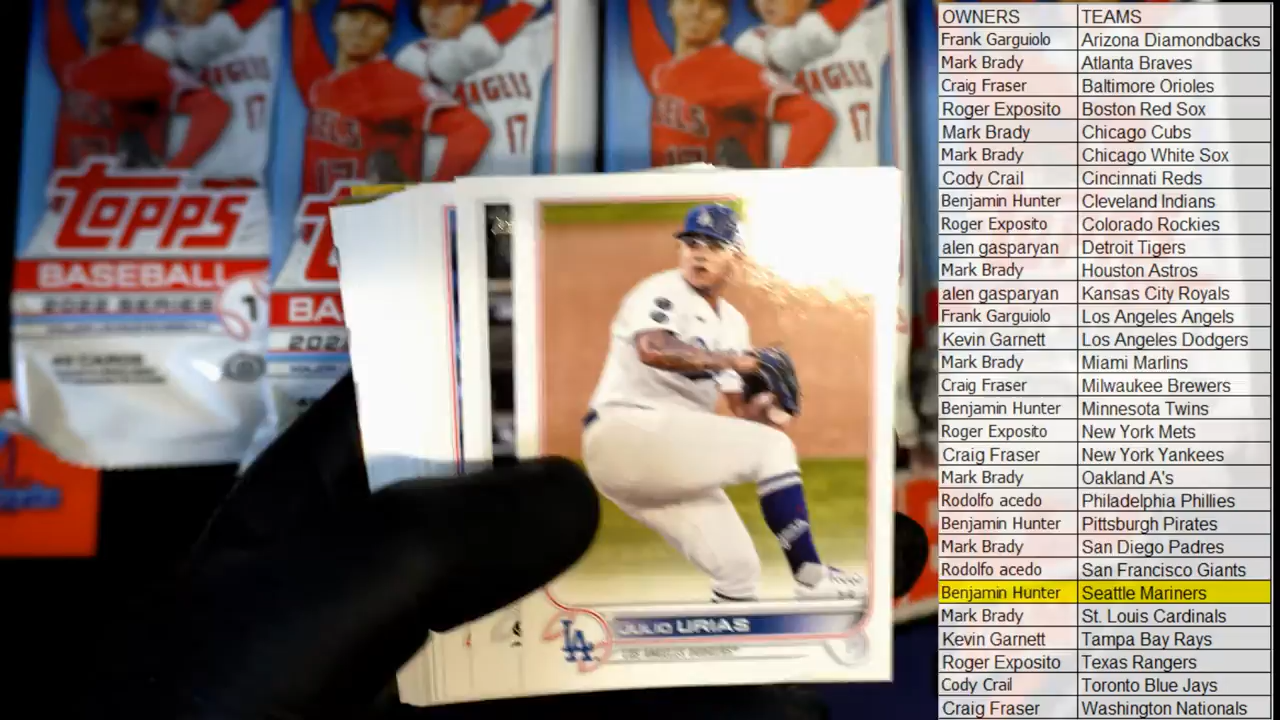 TOPPS
BASEBALL
2022 SERIES 1
ANGELS
17
ANGELS
17
LA
JULIO URIAS
LOS ANGELES DODGERS
OWNERS TEAMS
Frank Garguiolo Arizona Diamondbacks
Mark Brady Atlanta Braves
Craig Fraser Baltimore Orioles
Roger Exposito Boston Red Sox
Mark Brady Chicago Cubs
Mark Brady Chicago White Sox
Cody Crail Cincinnati Reds
Benjamin Hunter Cleveland Indians
Roger Exposito Colorado Rockies
alen gasparyan Detroit Tigers
Mark Brady Houston Astros
alen gasparyan Kansas City Royals
Frank Garguiolo Los Angeles Angels
Kevin Garnett Los Angeles Dodgers
Mark Brady Miami Marlins
Craig Fraser Milwaukee Brewers
Benjamin Hunter Minnesota Twins
Roger Exposito New York Mets
Craig Fraser New York Yankees
Mark Brady Oakland A's
Rodolfo acedo Philadelphia Phillies
Benjamin Hunter Pittsburgh Pirates
Mark Brady San Diego Padres
Rodolfo acedo San Francisco Giants
Benjamin Hunter Seattle Mariners
Mark Brady St. Louis Cardinals
Kevin Garnett Tampa Bay Rays
Roger Exposito Texas Rangers
Cody Crail Toronto Blue Jays
Craig Fraser Washington Nationals